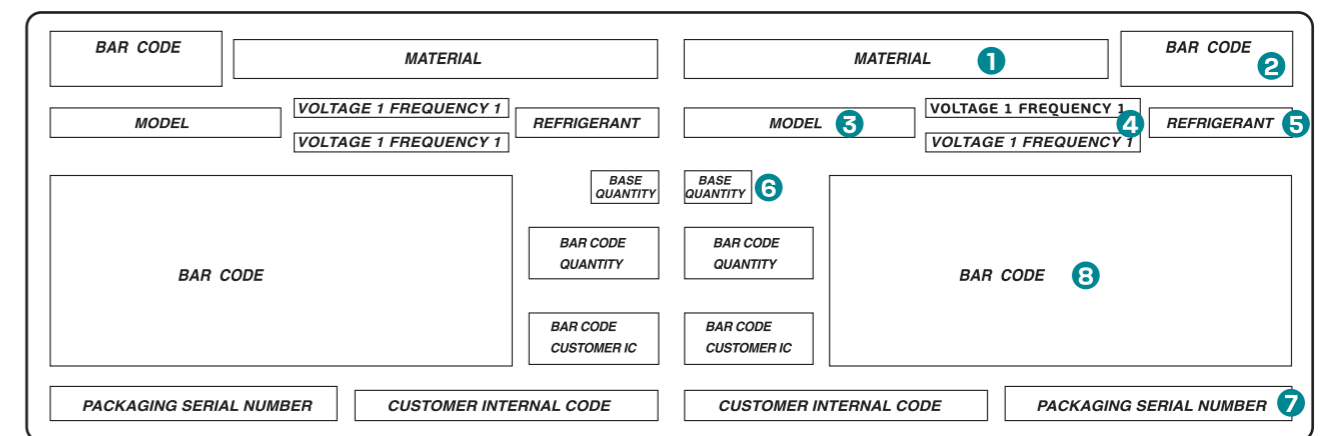 BAR CODE MATERIAL MATERIAL 1 BAR CODE 2
VOLTAGE 1 FREQUENCY 1 VOLTAGE 1 FREQUENCY 1
MODEL REFRIGERANT MODEL 3 4 REFRIGERANT 5
VOLTAGE 1 FREQUENCY 1 VOLTAGE 1 FREQUENCY 1
BASE BASE
QUANTITY QUANTITY 6
BAR CODE BAR CODE
QUANTITY QUANTITY
BAR CODE BAR CODE 8
BAR CODE BAR CODE
CUSTOMER IC CUSTOMER IC
PACKAGING SERIAL NUMBER CUSTOMER INTERNAL CODE CUSTOMER INTERNAL CODE PACKAGING SERIAL NUMBER 7